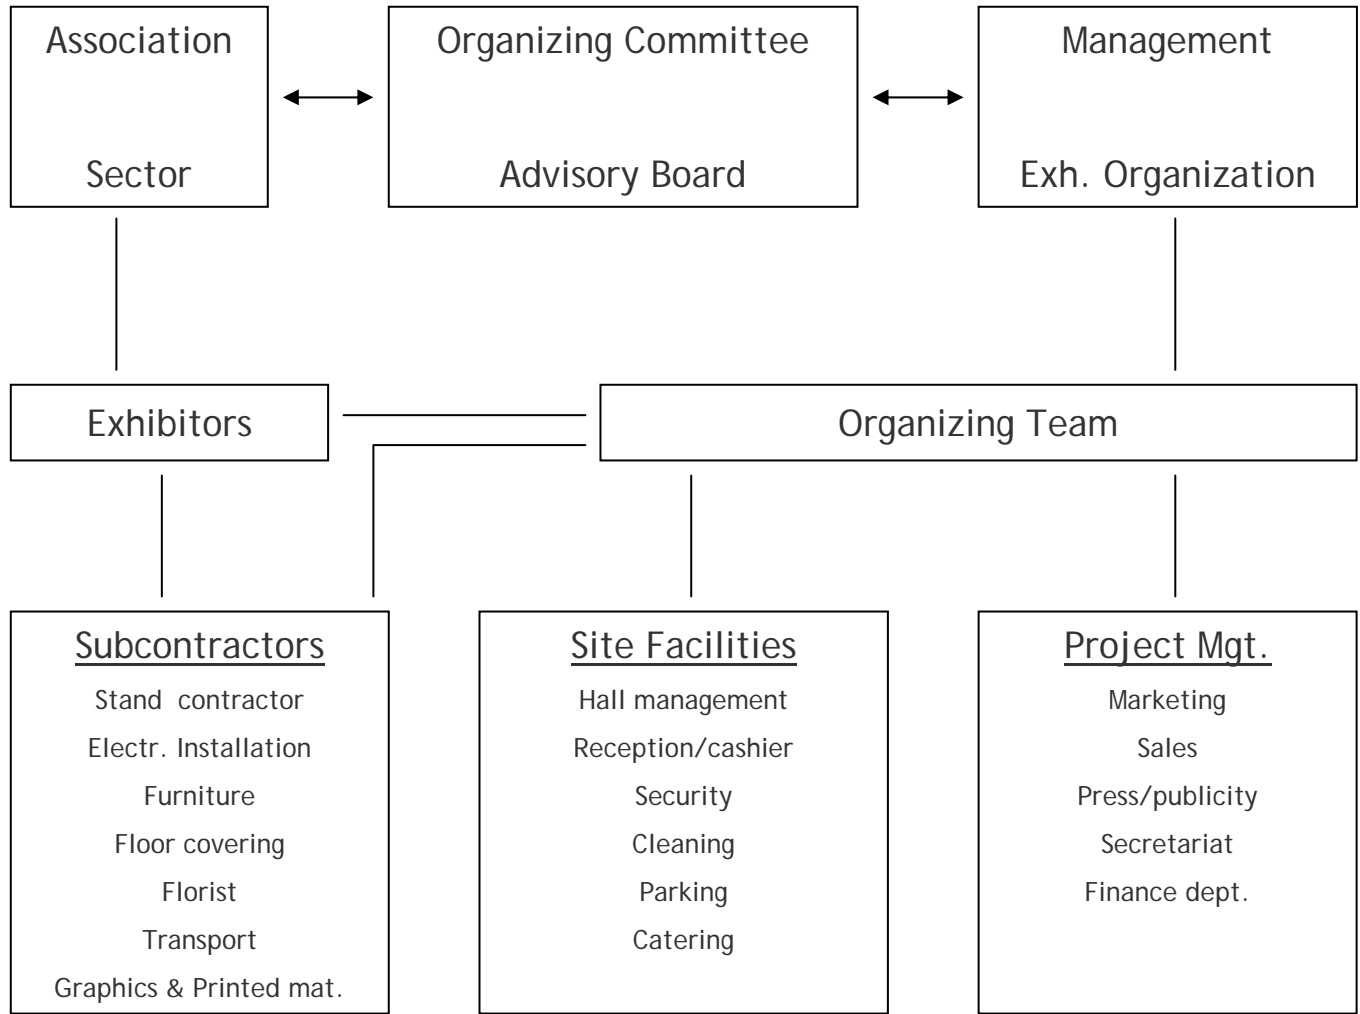 Association
Sector
Organizing Committee
Advisory Board
Management
Exh. Organization
Exhibitors
Organizing Team
Subcontractors
Stand contractor
Electr. Installation
Furniture
Floor covering
Florist
Transport
Graphics & Printed mat.
Site Facilities
Hall management
Reception/cashier
Security
Cleaning
Parking
Catering
Project Mgt.
Marketing
Sales
Press/publicity
Secretariat
Finance dept.